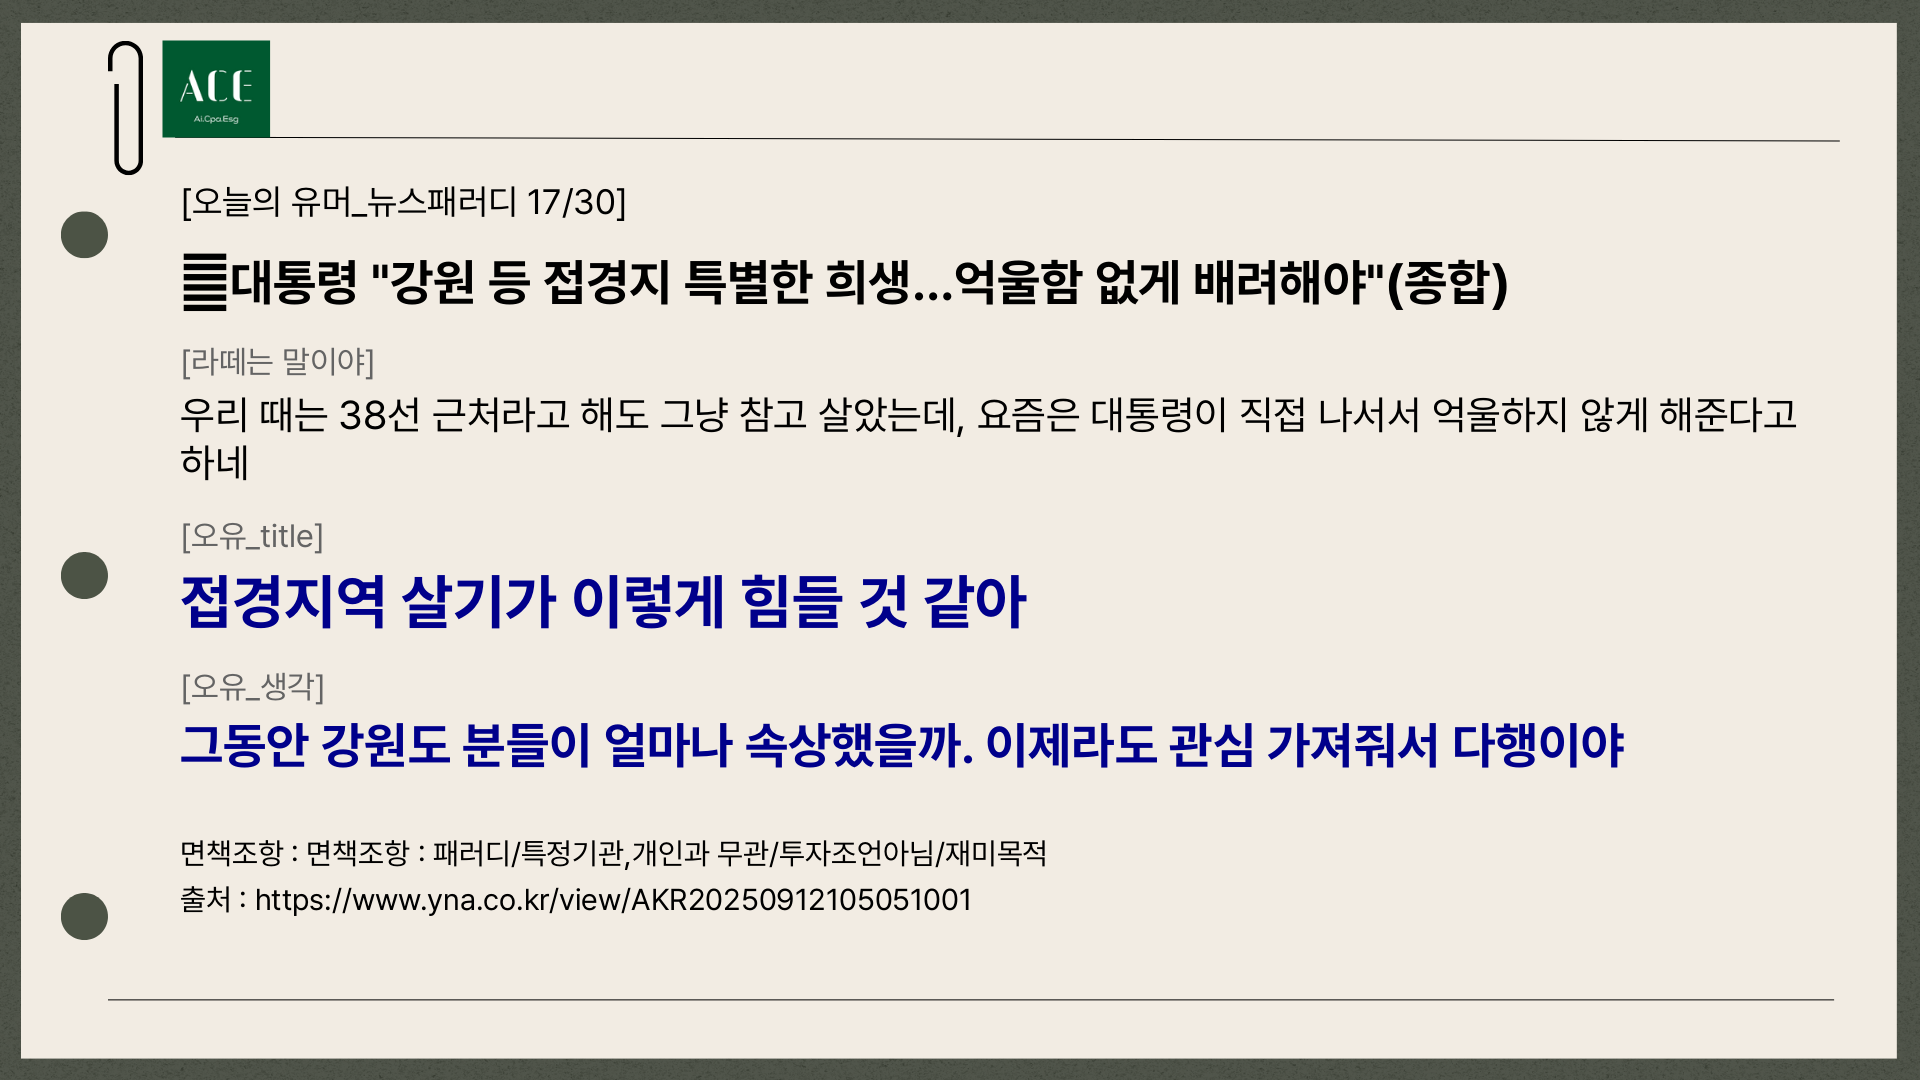 ACE
Ai.Cpa.Esg
[오늘의 유머_뉴스패러디 17/30]
대통령 "강원 등 접경지 특별한 희생…억울함 없게 배려해야"(종합)
[라떼는 말이야]
우리 때는 38선 근처라고 해도 그냥 참고 살았는데, 요즘은 대통령이 직접 나서서 억울하지 않게 해준다고
하네
[오유_title]
접경지역 살기가 이렇게 힘들 것 같아
[오유_생각]
그동안 강원도 분들이 얼마나 속상했을까. 이제라도 관심 가져줘서 다행이야
면책조항 : 면책조항 : 패러디/특정기관,개인과 무관/투자조언아님/재미목적
출처 : https://www.yna.co.kr/view/AKR20250912105051001